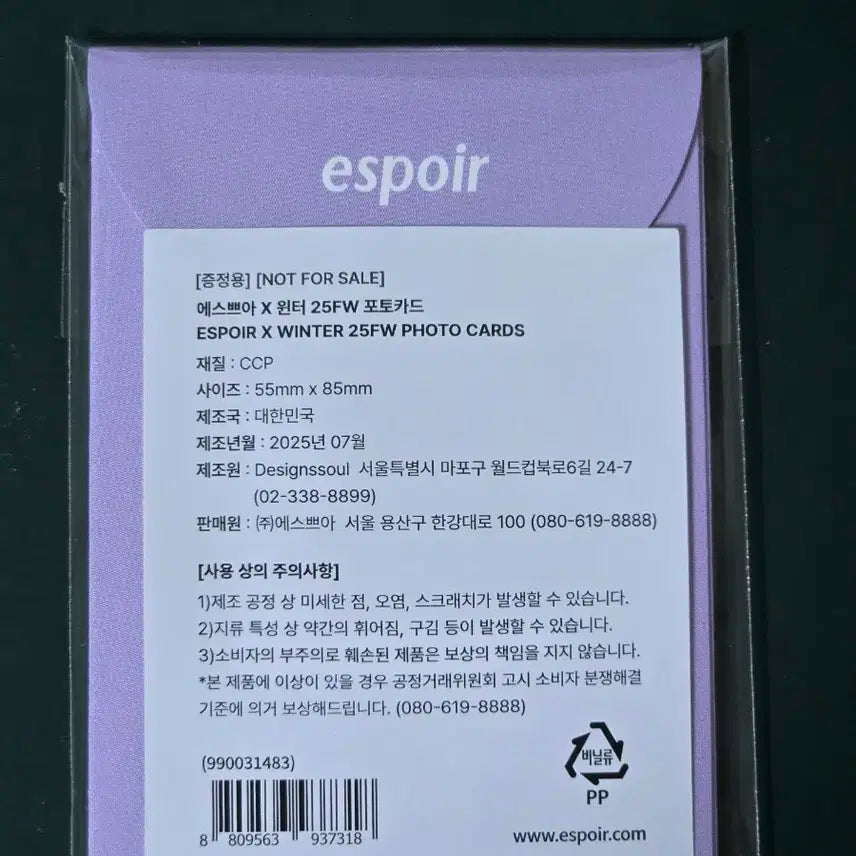 espoir
[증정용] [NOT FOR SALE]
에스쁘아 X 윈터 25FW 포토카드
ESPOIR X WINTER 25FW PHOTO CARDS
재질 : CCP
사이즈 : 55mm x 85mm
제조국 : 대한민국
제조년월 : 2025년 07월
제조원 : Designssoul 서울특별시 마포구 월드컵북로6길 24-7
(02-338-8899)
판매원 : ㈜에스쁘아 서울 용산구 한강대로 100 (080-619-8888)
[사용 상의 주의사항]
1)제조 공정 상 미세한 점, 오염, 스크래치가 발생할 수 있습니다.
2)지류 특성 상 약간의 휘어짐, 구김 등이 발생할 수 있습니다.
3)소비자의 부주의로 훼손된 제품은 보상의 책임을 지지 않습니다.
*본 제품에 이상이 있을 경우 공정거래위원회 고시 소비자 분쟁해결
기준에 의거 보상해드립니다. (080-619-8888)
(990031483)
비닐류
PP
8 809563 937318
www.espoir.com